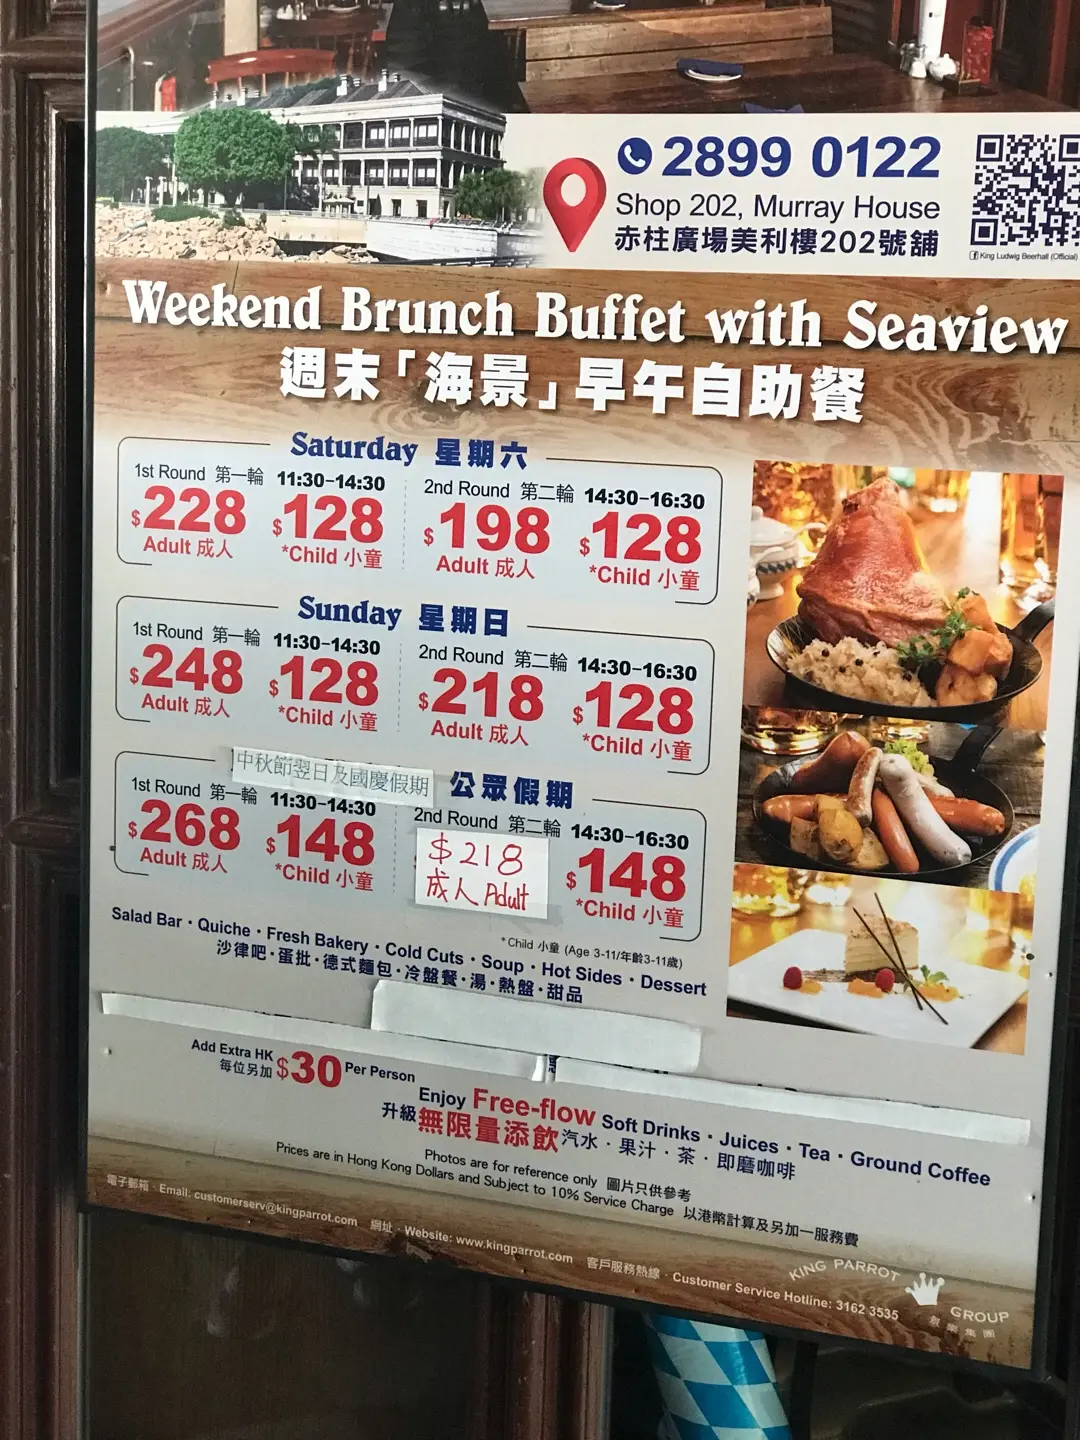 2899 0122
Shop 202, Murray House
赤柱廣場美利樓202號舖
King Ludwig Beerhall (Official)
Weekend Brunch Buffet with Seaview
週末「海景」早午自助餐
Saturday 星期六
1st Round 第一輪 11:30-14:30
$228 $128
Adult 成人 *Child 小童
2nd Round 第二輪 14:30-16:30
$198 $128
Adult 成人 *Child 小童
Sunday 星期日
1st Round 第一輪 11:30-14:30
$248 $128
Adult 成人 *Child 小童
2nd Round 第二輪 14:30-16:30
$218 $128
Adult 成人 *Child 小童
中秋節翌日及國慶假期 公眾假期
1st Round 第一輪 11:30-14:30
$268 $148
Adult 成人 *Child 小童
2nd Round 第二輪 14:30-16:30
$218 $148
成人 Adult *Child 小童
*Child 小童 (Age 3-11/年齡3-11歲)
Salad Bar · Quiche · Fresh Bakery · Cold Cuts · Soup · Hot Sides · Dessert
沙律吧·蛋批·德式麵包·冷盤餐·湯·熱盤·甜品
Add Extra HK $30 Per Person
每位另加
Enjoy Free-flow Soft Drinks · Juices · Tea · Ground Coffee
升級無限量添飲汽水·果汁·茶·即磨咖啡
Photos are for reference only 圖片只供參考
Prices are in Hong Kong Dollars and Subject to 10% Service Charge 以港幣計算及另加一服務費
電子郵箱 · Email: customerserv@kingparrot.com 網址 · Website: www.kingparrot.com 客戶服務熱線 · Customer Service Hotline: 3162 3535
KING PARROT GROUP